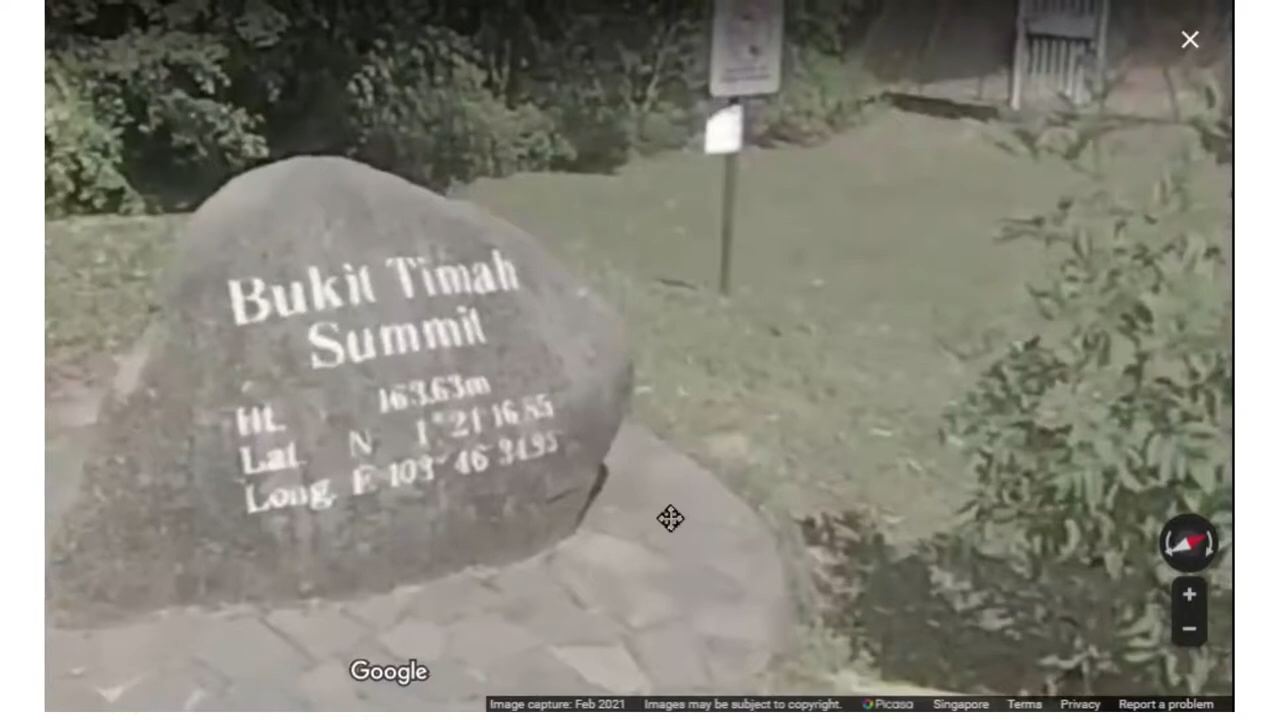 Bukit Timah
Summit
Ht. 163.63m
Lat. N 1° 21' 16.85
Long. E 103° 46' 34.95"
Google
Image capture: Feb 2021 Images may be subject to copyright. Picasa Singapore Terms Privacy Report a problem